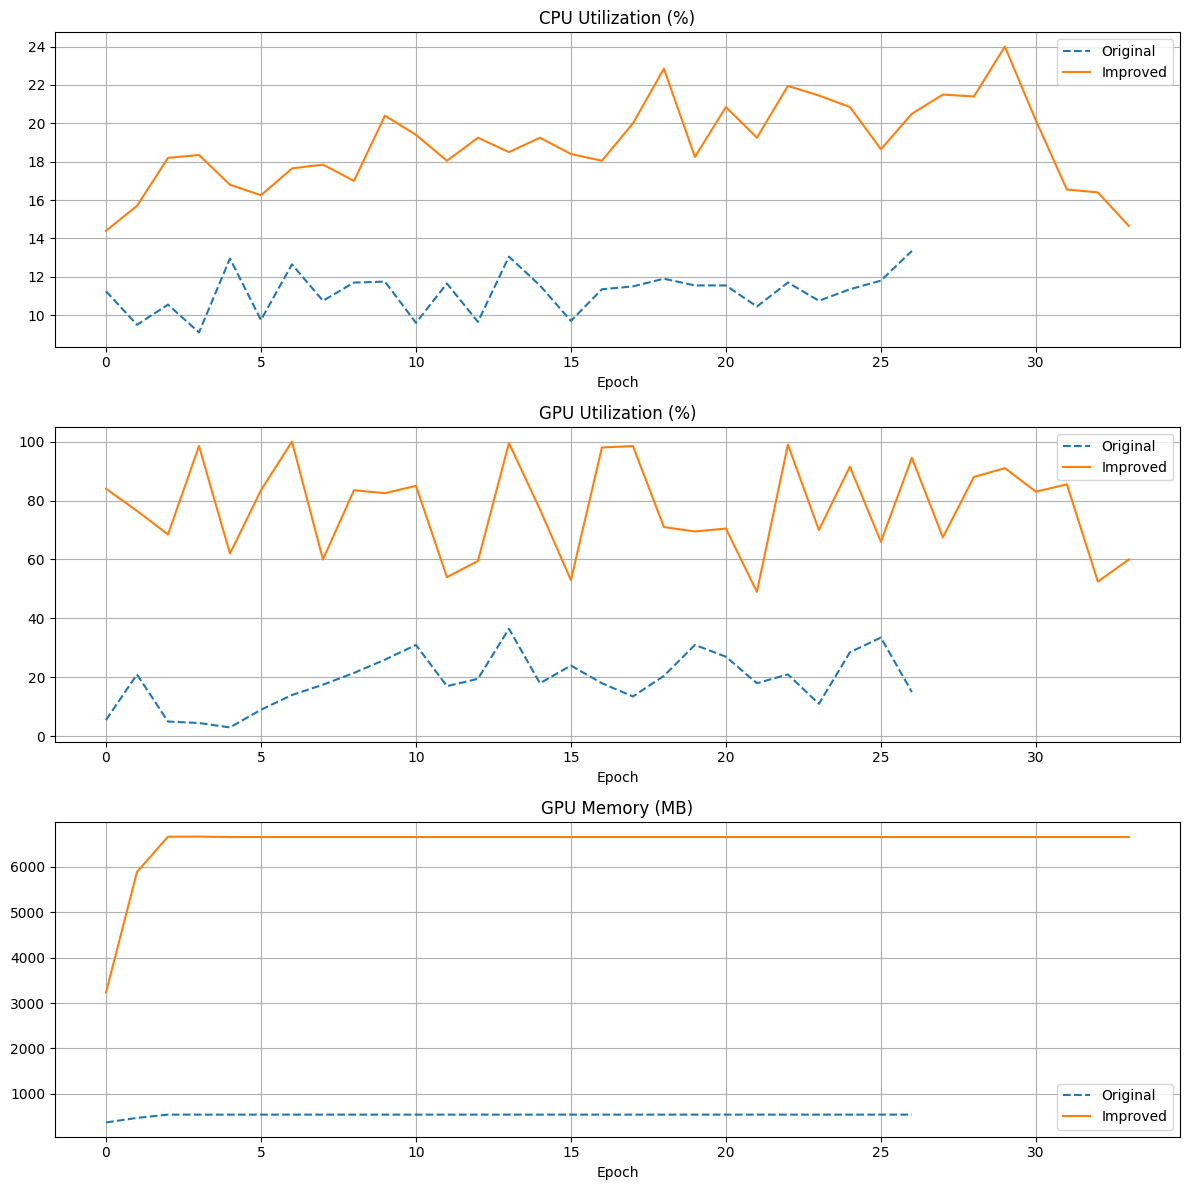 CPU Utilization (%)
24
22
20
18
16
14
12
10
Original
Improved
0 5 10 15 20 25 30
Epoch
GPU Utilization (%)
100
80
60
40
20
0
Original
Improved
0 5 10 15 20 25 30
Epoch
GPU Memory (MB)
6000
5000
4000
3000
2000
1000
Original
Improved
0 5 10 15 20 25 30
Epoch